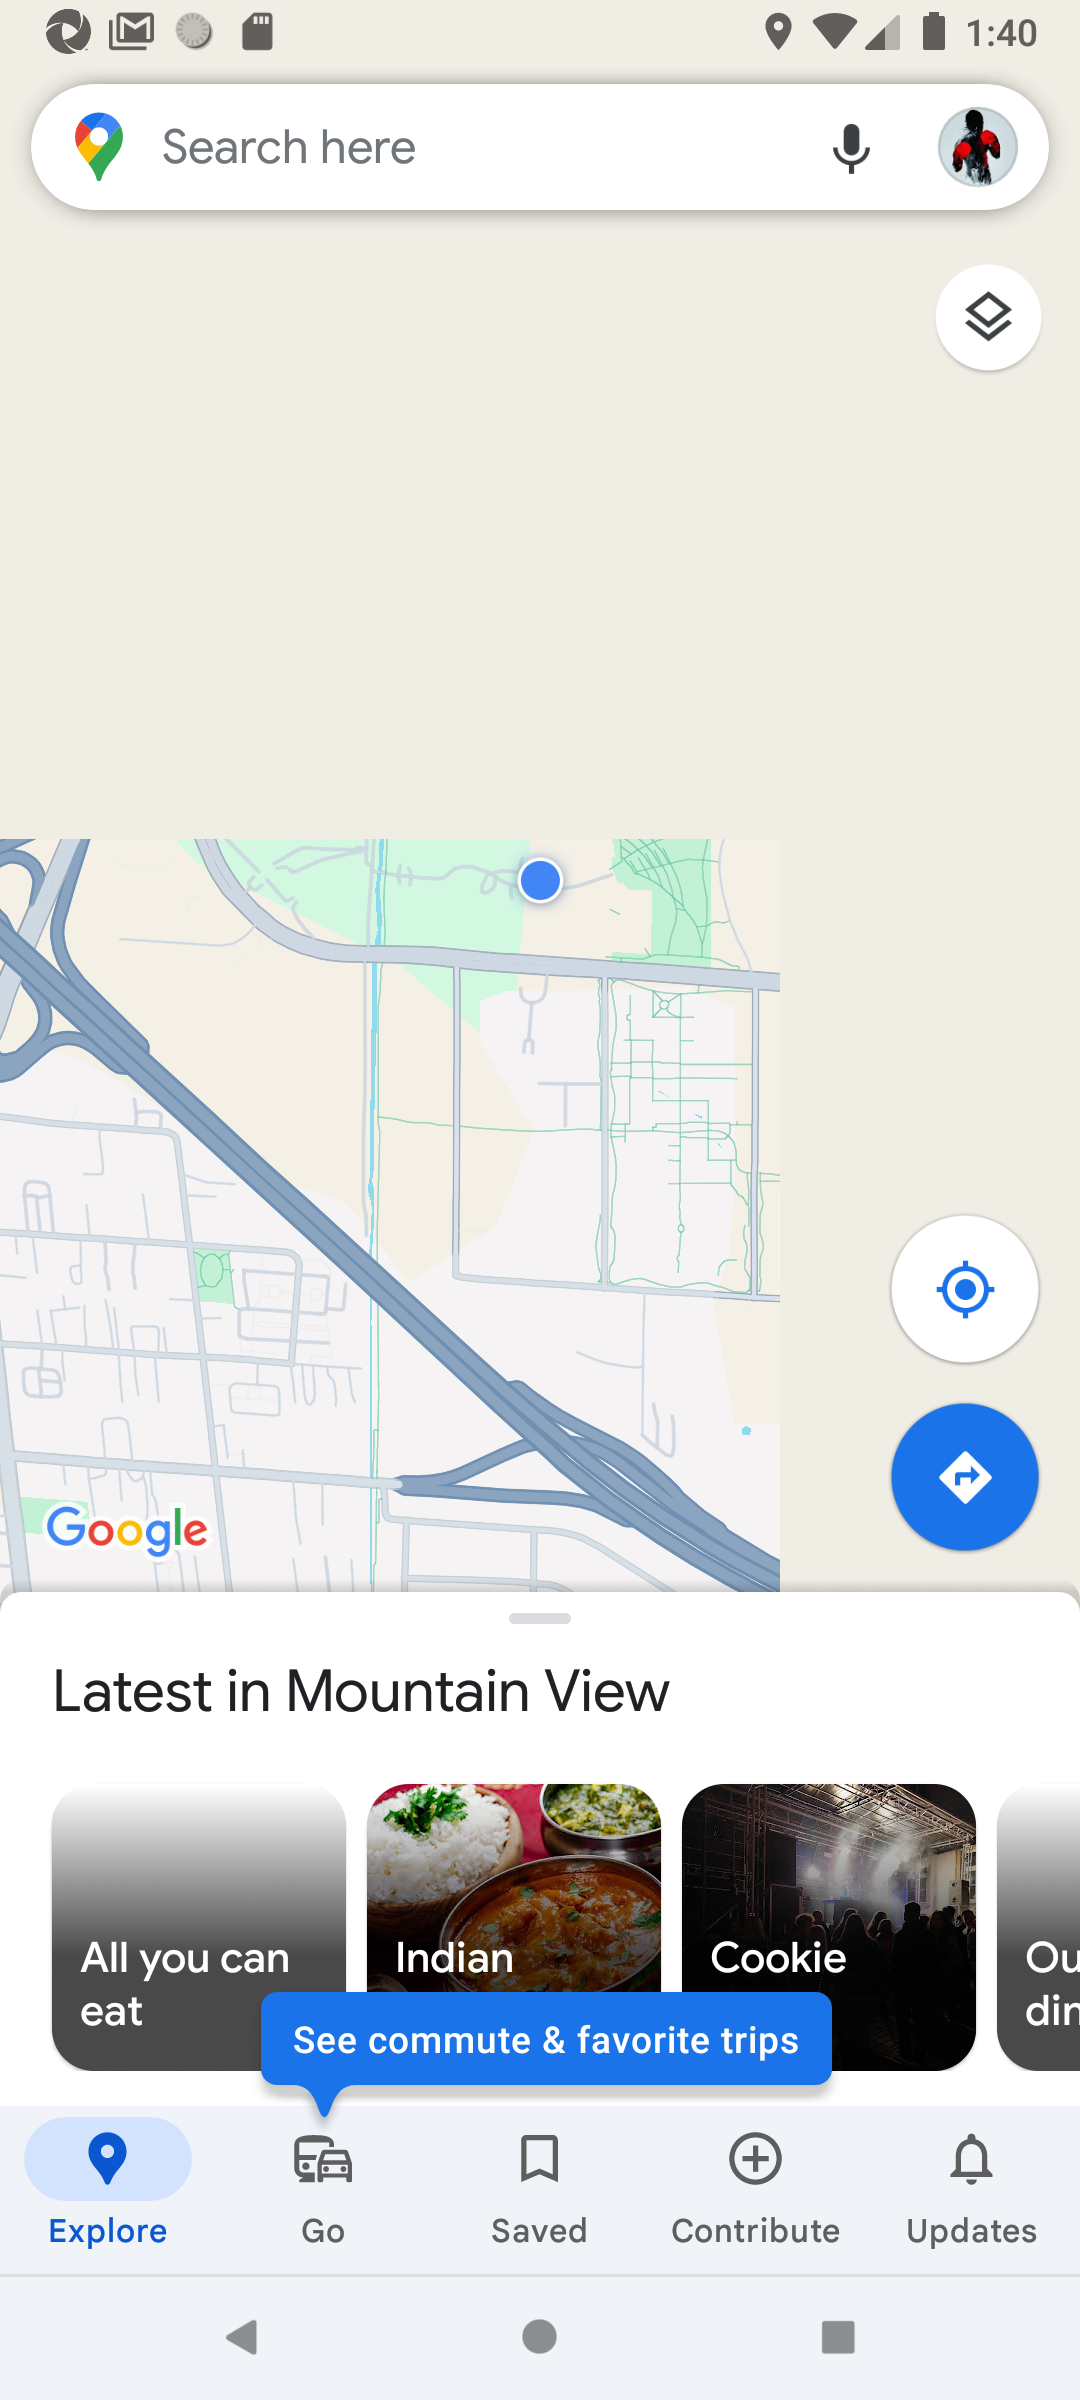 1:40
Search here
Google
Latest in Mountain View
All you can
eat
Indian
Cookie
Ou
din
See commute & favorite trips
Explore
Go
Saved
Contribute
Updates